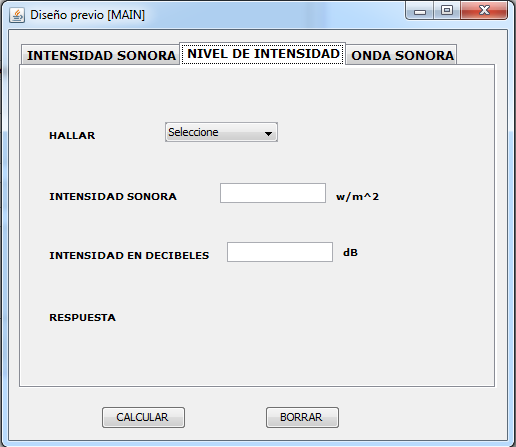 Diseño previo [MAIN]
INTENSIDAD SONORA NIVEL DE INTENSIDAD ONDA SONORA
HALLAR Seleccione
INTENSIDAD SONORA w/m^2
INTENSIDAD EN DECIBELES dB
RESPUESTA
CALCULAR BORRAR